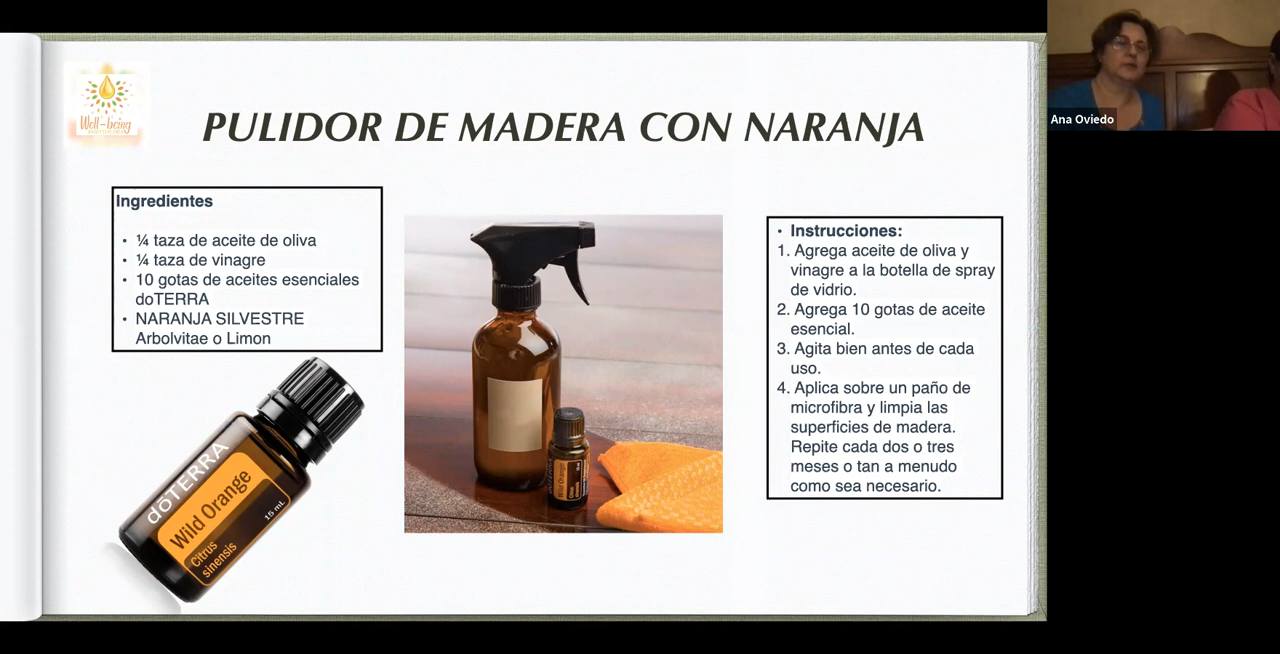 Well-being
PULIDOR DE MADERA CON NARANJA
Ingredientes
• ¼ taza de aceite de oliva
• ¼ taza de vinagre
• 10 gotas de aceites esenciales
doTERRA
• NARANJA SILVESTRE
Arbolvitae o Limon
dōTERRA
Wild Orange
Citrus
sinensis
15 mL
Wild Orange
• Instrucciones:
1. Agrega aceite de oliva y
vinagre a la botella de spray
de vidrio.
2. Agrega 10 gotas de aceite
esencial.
3. Agita bien antes de cada
uso.
4. Aplica sobre un paño de
microfibra y limpia las
superficies de madera.
Repite cada dos o tres
meses o tan a menudo
como sea necesario.
Ana Oviedo